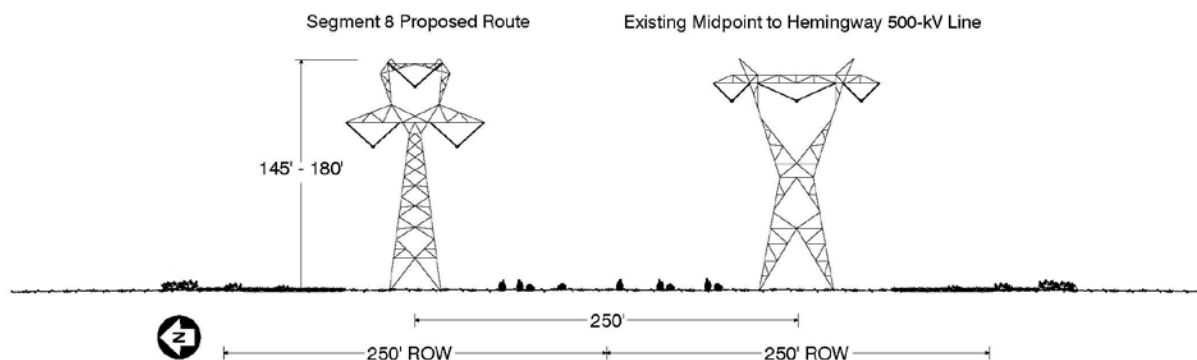 Segment 8 Proposed Route
Existing Midpoint to Hemingway 500-kV Line
145' - 180'
250'
N
250' ROW
250' ROW